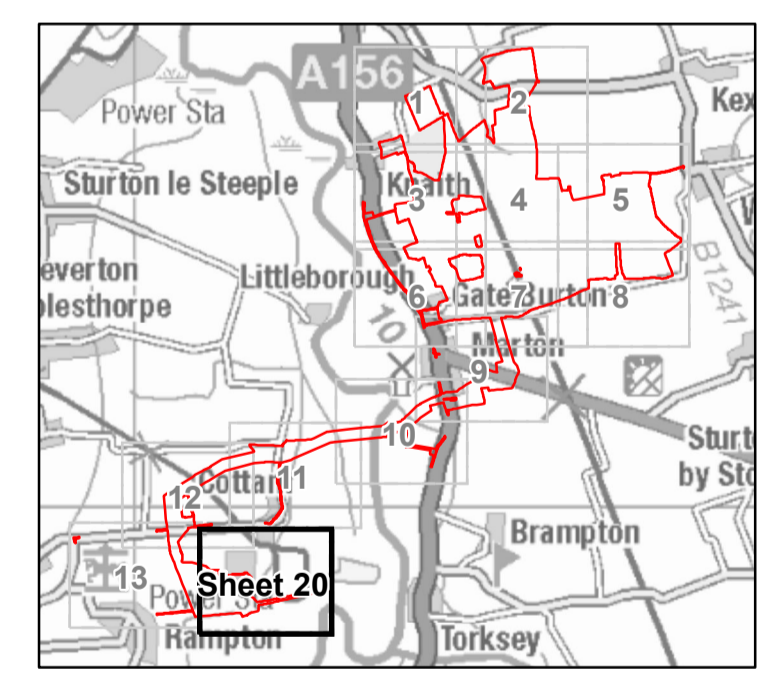 A156
1
2
Power Sta
Kex
Sturton le Steeple
Knaith
3
4
5
everton
Littleborough
B1241
plesthorpe
6
Gate Burton
7
8
10
Marton
9
Sturt
10
by Sto
Cottam
11
12
Brampton
13
Sheet 20
Power Sta
Rampton
Torksey